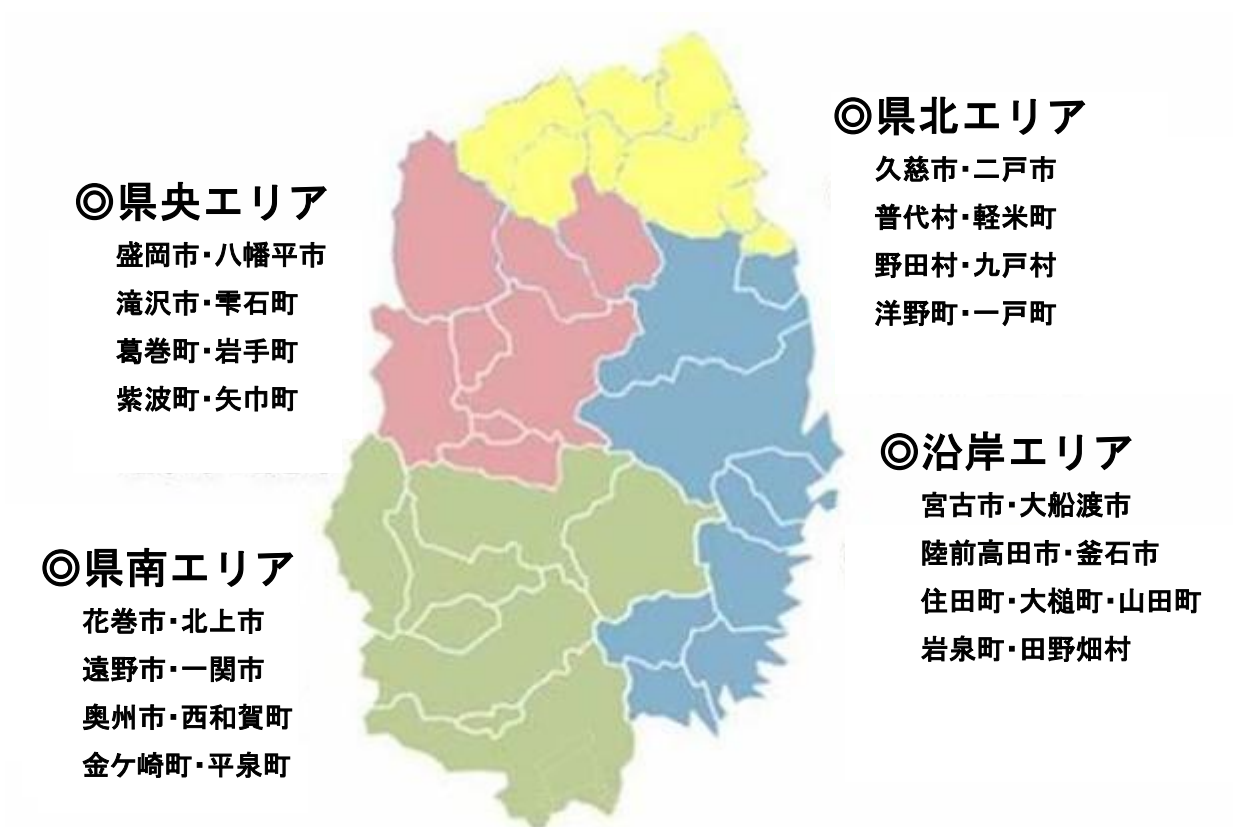 ◎県北エリア
久慈市・二戸市
普代村・軽米町
野田村・九戸村
洋野町・一戸町
◎県央エリア
盛岡市・八幡平市
滝沢市・雫石町
葛巻町・岩手町
紫波町・矢巾町
◎沿岸エリア
宮古市・大船渡市
陸前高田市・釜石市
住田町・大槌町・山田町
岩泉町・田野畑村
◎県南エリア
花巻市・北上市
遠野市・一関市
奥州市・西和賀町
金ケ崎町・平泉町